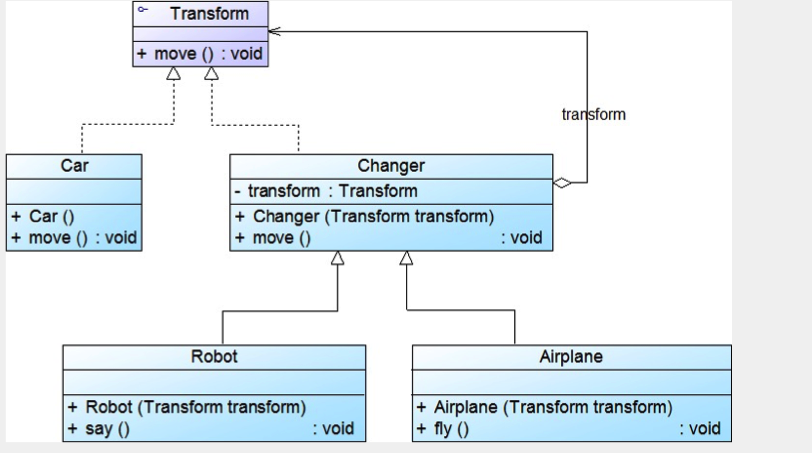 Transform
+ move () : void
transform
Car
+ Car ()
+ move () : void
Changer
- transform : Transform
+ Changer (Transform transform)
+ move () : void
Robot
+ Robot (Transform transform)
+ say () : void
Airplane
+ Airplane (Transform transform)
+ fly () : void